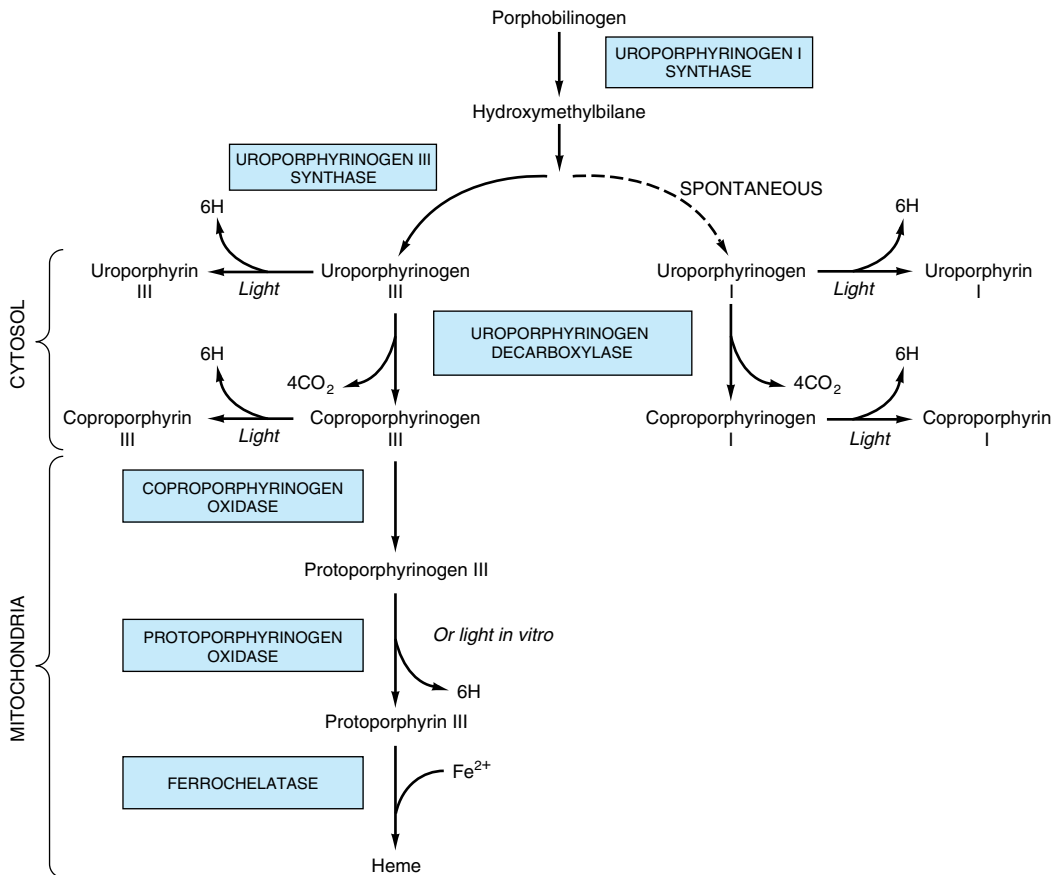 Porphobilinogen
UROPORPHYRINOGEN I
SYNTHASE
Hydroxymethylbilane
UROPORPHYRINOGEN III
SYNTHASE
SPONTANEOUS
6H
6H
Uroporphyrin
III
Light
Uroporphyrinogen
III
Uroporphyrinogen
I
Light
Uroporphyrin
I
CYTOSOL
UROPORPHYRINOGEN
DECARBOXYLASE
6H
4CO₂
4CO₂
6H
Coproporphyrin
III
Light
Coproporphyrinogen
III
Coproporphyrinogen
I
Light
Coproporphyrin
I
COPROPORPHYRINOGEN
OXIDASE
Protoporphyrinogen III
MITOCHONDRIA
PROTOPORPHYRINOGEN
OXIDASE
Or light in vitro
6H
Protoporphyrin III
FERROCHELATASE
Fe²⁺
Heme